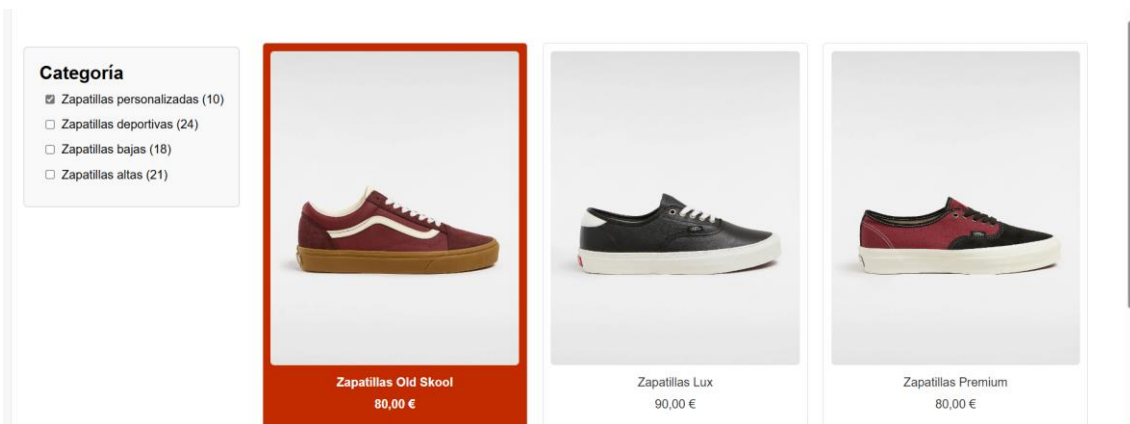 Categoría
Zapatillas personalizadas (10)
Zapatillas deportivas (24)
Zapatillas bajas (18)
Zapatillas altas (21)
Zapatillas Old Skool
80,00 €
Zapatillas Lux
90,00 €
Zapatillas Premium
80,00 €